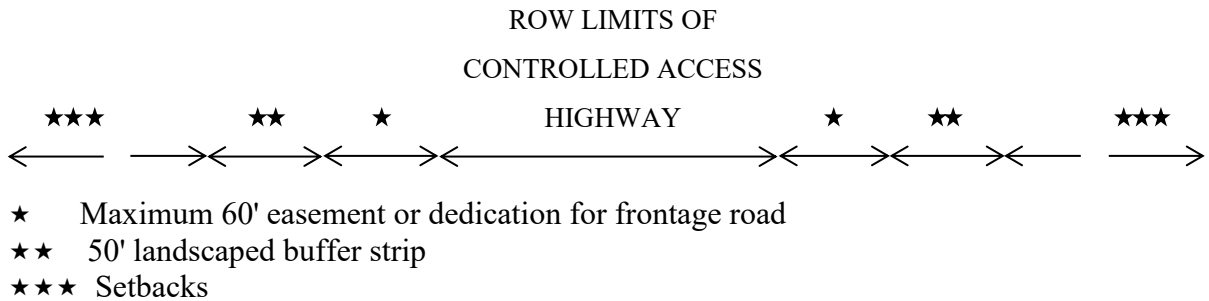 ROW LIMITS OF
CONTROLLED ACCESS
★★★ ★★ ★ HIGHWAY ★ ★★ ★★★
★ Maximum 60' easement or dedication for frontage road
★★ 50' landscaped buffer strip
★★★ Setbacks